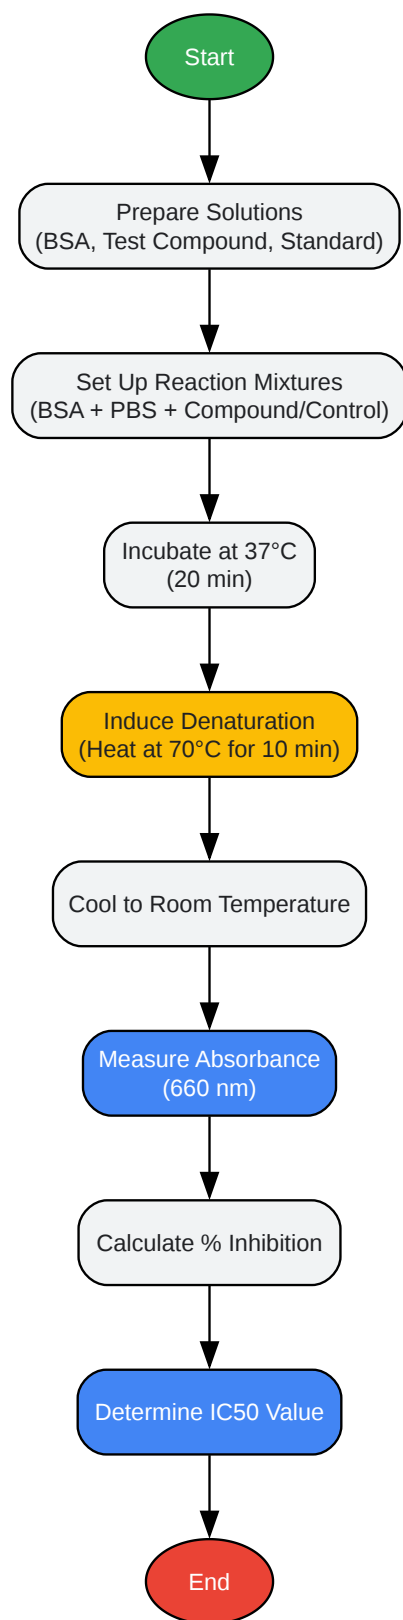 Start
Prepare Solutions
(BSA, Test Compound, Standard)
Set Up Reaction Mixtures
(BSA + PBS + Compound/Control)
Incubate at 37°C
(20 min)
Induce Denaturation
(Heat at 70°C for 10 min)
Cool to Room Temperature
Measure Absorbance
(660 nm)
Calculate % Inhibition
Determine IC50 Value
End